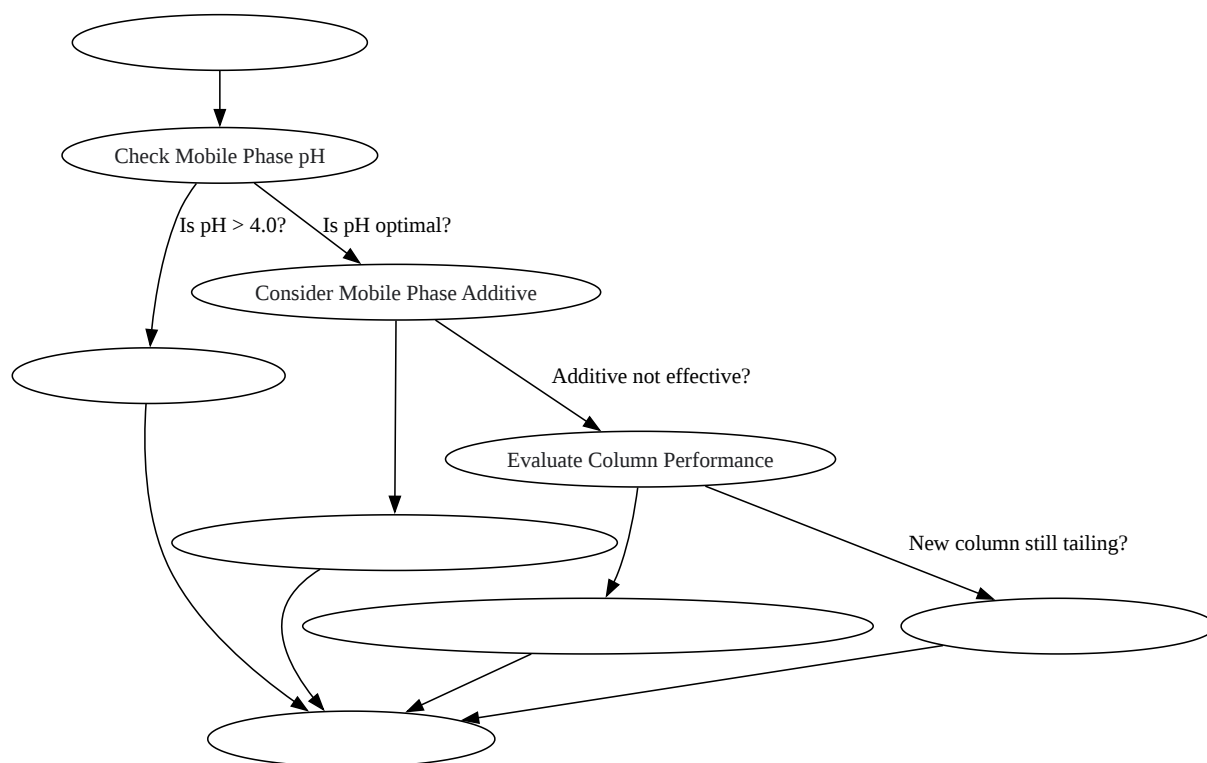 Check Mobile Phase pH
Is pH > 4.0?
Is pH optimal?
Consider Mobile Phase Additive
Additive not effective?
Evaluate Column Performance
New column still tailing?